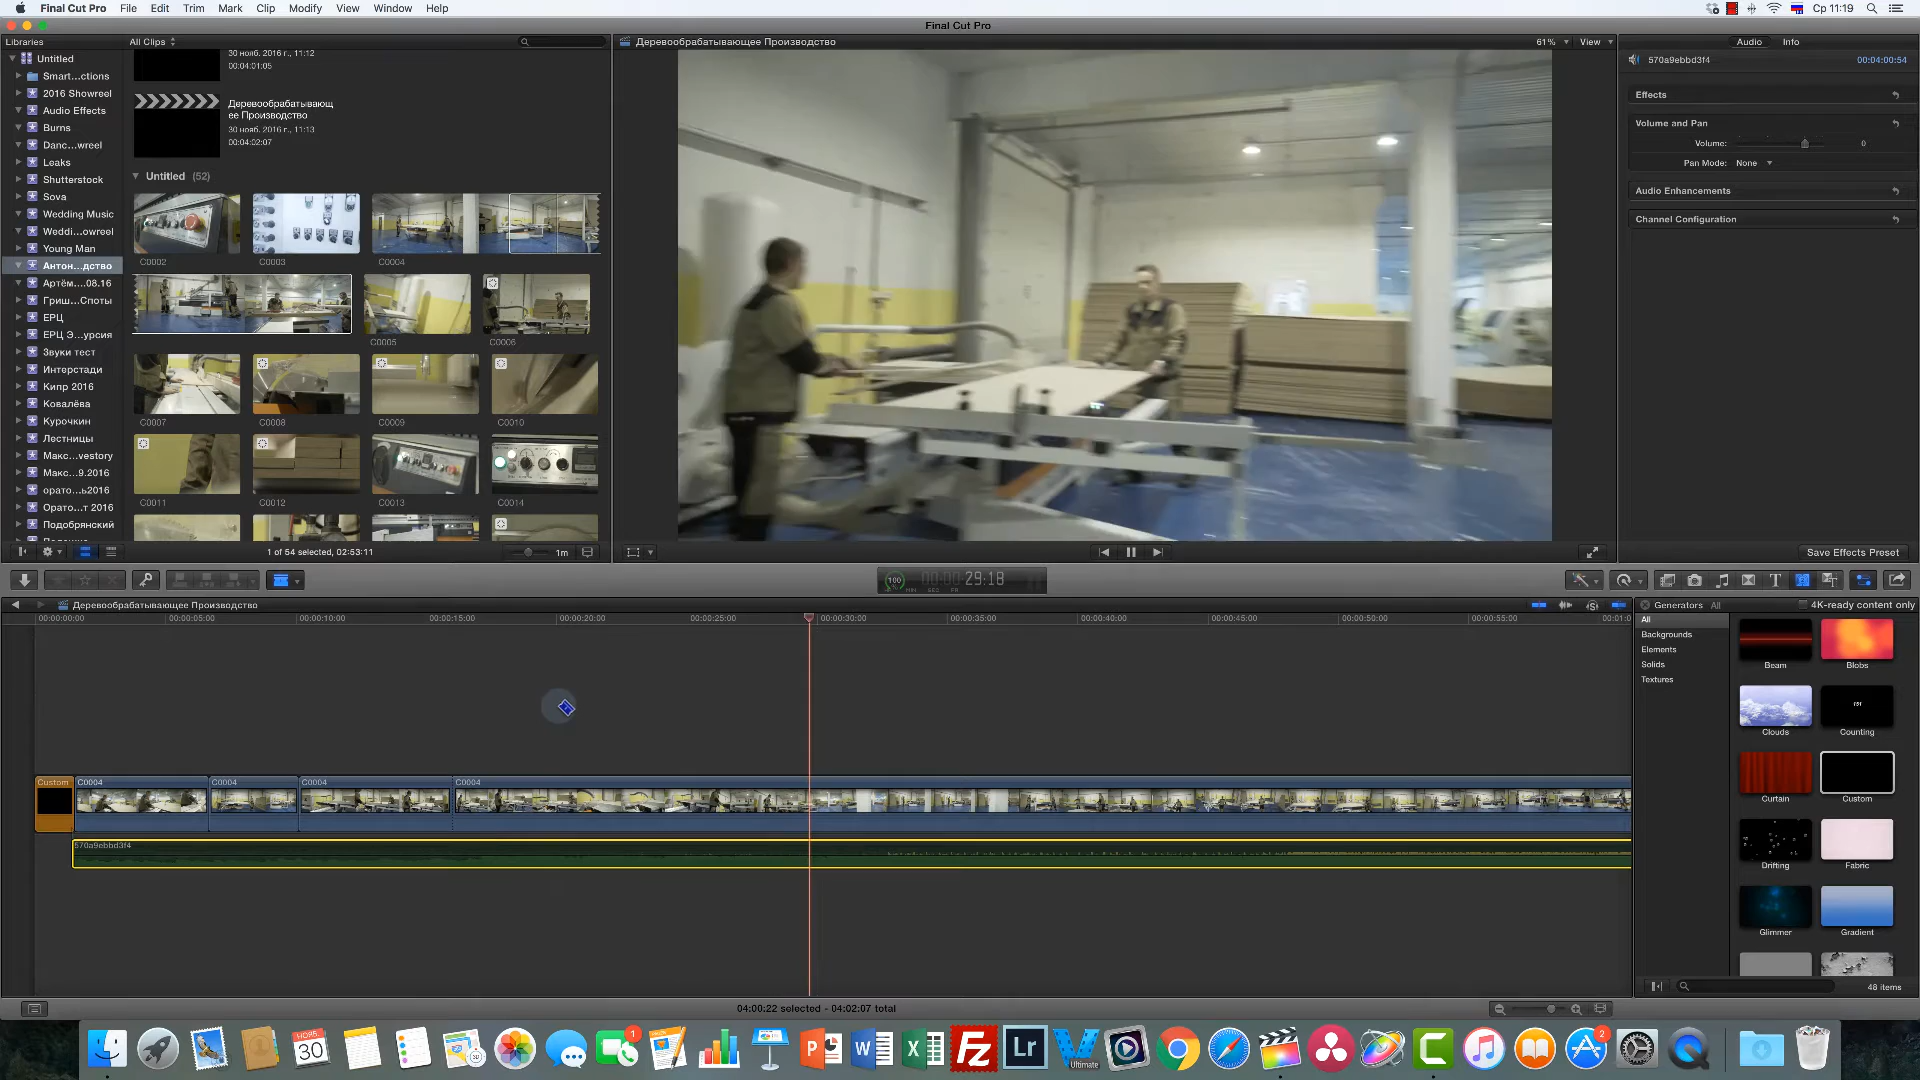 Final Cut Pro File Edit Trim Mark Clip Modify View Window Help
Ср 11:19
Final Cut Pro
Libraries
All Clips
Деревообрабатывающее Производство
61% View
Audio Info
Untitled
Smart...ctions
2016 Showreel
Audio Effects
Burns
Danc...wreel
Leaks
Shutterstock
Sova
Wedding Music
Weddi...owreel
Young Man
Антон...дство
Артём....08.16
Гриш...Споты
ЕРЦ
ЕРЦ Э...урсия
Звуки тест
Интерстади
Кипр 2016
Ковалёва
Курочкин
Лестницы
Макс...vestory
Макс...9.2016
орато...ь2016
Орато...т 2016
Подобрянский
30 нояб. 2016 г., 11:12
00:04:01:05
Деревообрабатывающ
ее Производство
30 нояб. 2016 г., 11:13
00:04:02:07
Untitled (52)
C0002
C0003
C0004
C0005
C0006
C0007
C0008
C0009
C0010
C0011
C0012
C0013
C0014
1 of 54 selected, 02:53:11
1m
570a9ebbd3f4
00:04:00:54
Effects
Volume and Pan
Volume: 0
Pan Mode: None
Audio Enhancements
Channel Configuration
Save Effects Preset
100
00:00:29:18
Деревообрабатывающее Производство
00:00:00:00 00:00:05:00 00:00:10:00 00:00:15:00 00:00:20:00 00:00:25:00 00:00:30:00 00:00:35:00 00:00:40:00 00:00:45:00 00:00:50:00 00:00:55:00 00:01:0
Custom C0004 C0004 C0004 C0004
570a9ebbd3f4
Generators All
4K-ready content only
All
Backgrounds
Elements
Solids
Textures
Beam
Blobs
Clouds
Counting
Curtain
Custom
Drifting
Fabric
Glimmer
Gradient
48 items
04:00:22 selected - 04:02:07 total
НОЯБ.
30
1
Lr
Ultimate
2